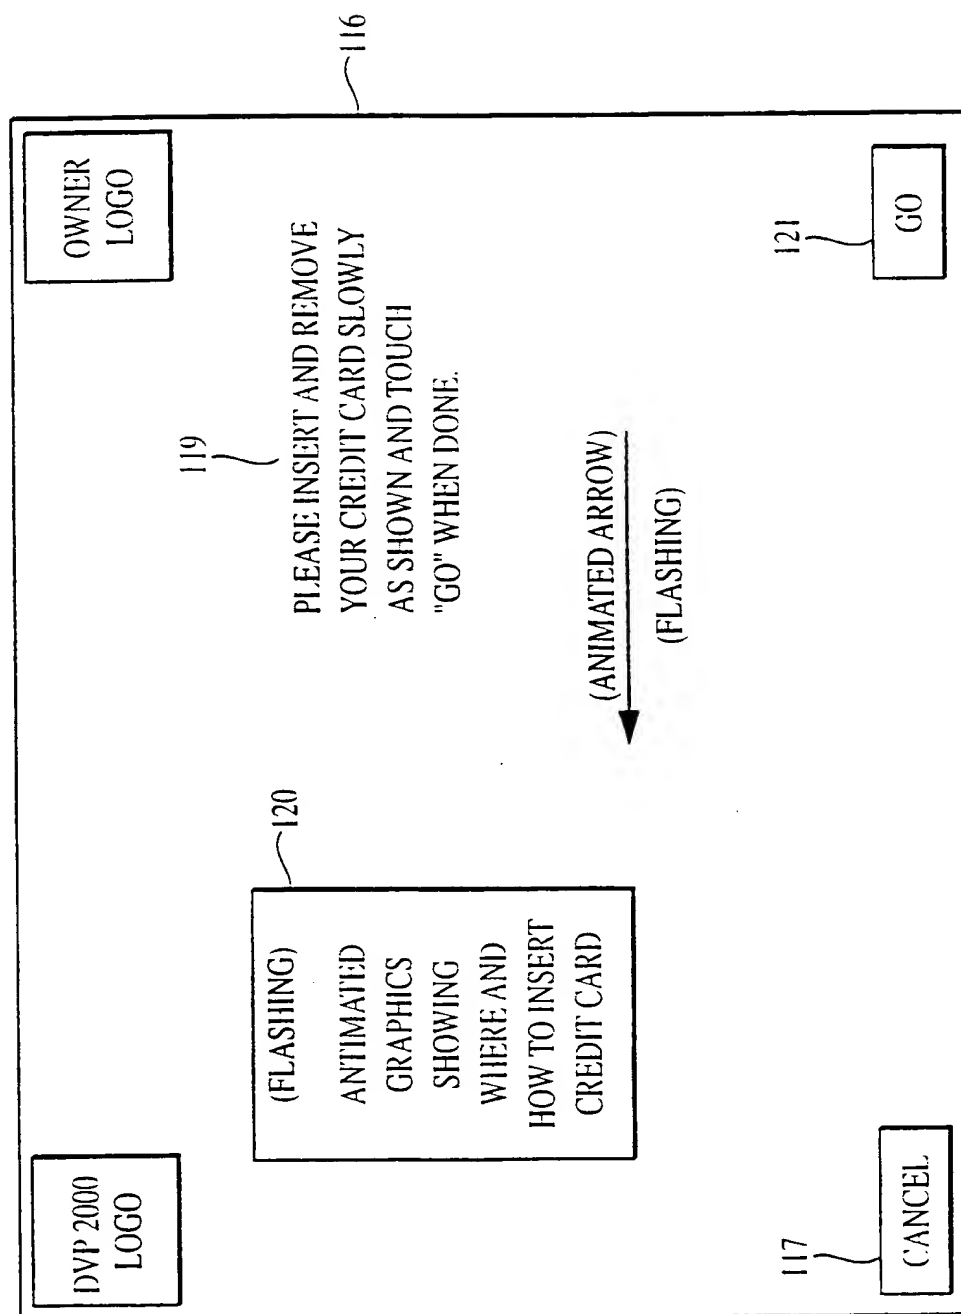 DVP 2000
LOGO
OWNER
LOGO
116
119
PLEASE INSERT AND REMOVE
YOUR CREDIT CARD SLOWLY
AS SHOWN AND TOUCH
"GO" WHEN DONE.
120
(FLASHING)
ANTIMATED
GRAPHICS
SHOWING
WHERE AND
HOW TO INSERT
CREDIT CARD
(ANIMATED ARROW)
(FLASHING)
117
CANCEL
121
GO